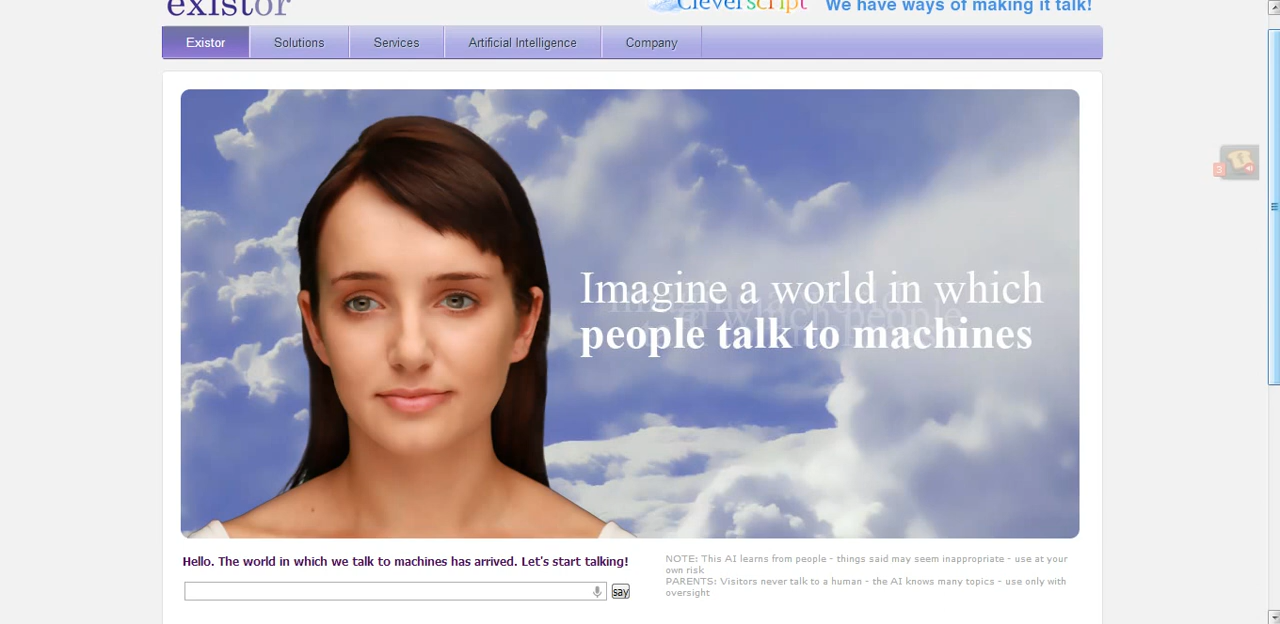 existor
Cleverscript We have ways of making it talk!
Existor Solutions Services Artificial Intelligence Company
Imagine a world in which
people talk to machines
3
Hello. The world in which we talk to machines has arrived. Let's start talking!
say
NOTE: This AI learns from people - things said may seem inappropriate - use at your
own risk
PARENTS: Visitors never talk to a human - the AI knows many topics - use only with
oversight